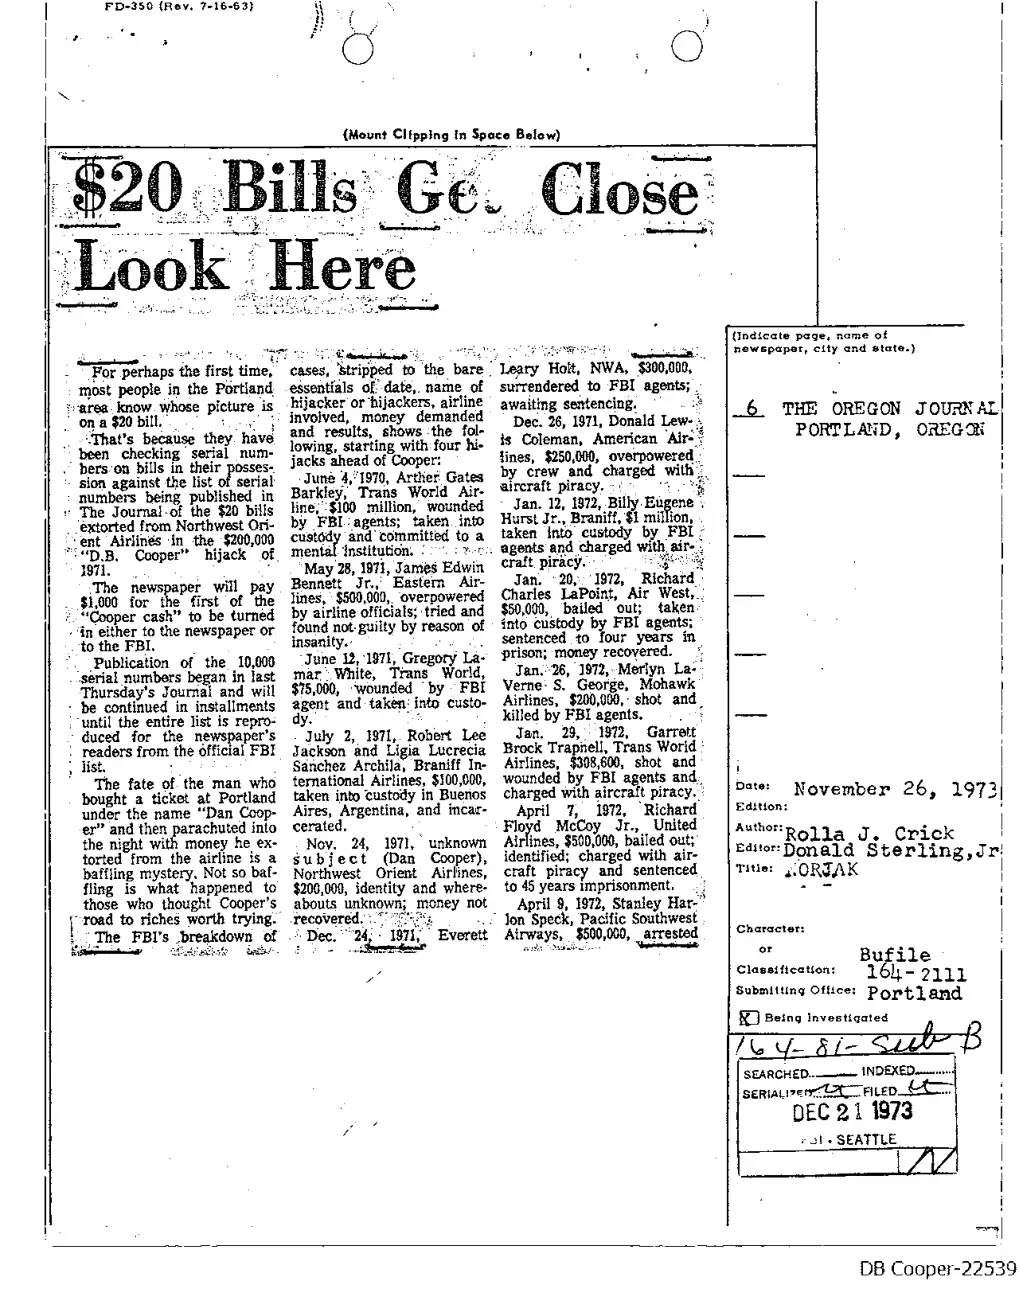 FD-350 (Rev. 7-16-63)
(Mount Clipping in Space Below)
$20 Bills Get Close
Look Here
For perhaps the first time,
most people in the Portland
area know whose picture is
on a $20 bill.
That's because they have
been checking serial num-
bers on bills in their posses-
sion against the list of serial
numbers being published in
The Journal of the $20 bills
extorted from Northwest Ori-
ent Airlines in the $200,000
"D.B. Cooper" hijack of
1971.
The newspaper will pay
$1,000 for the first of the
"Cooper cash" to be turned
in either to the newspaper or
to the FBI.
Publication of the 10,000
serial numbers began in last
Thursday's Journal and will
be continued in installments
until the entire list is repro-
duced for the newspaper's
readers from the official FBI
list.
The fate of the man who
bought a ticket at Portland
under the name "Dan Coop-
er" and then parachuted into
the night with money he ex-
torted from the airline is a
baffling mystery. Not so baf-
fling is what happened to
those who thought Cooper's
road to riches worth trying.
The FBI's breakdown of
cases, stripped to the bare
essentials of date, name of
hijacker or hijackers, airline
involved, money demanded
and results, shows the fol-
lowing, starting with four hi-
jacks ahead of Cooper:
June 4, 1970, Arther Gates
Barkley, Trans World Air-
line, $100 million, wounded
by FBI agents; taken into
custody and committed to a
mental institution.
May 28, 1971, James Edwin
Bennett Jr., Eastern Air-
lines, $500,000, overpowered
by airline officials; tried and
found not guilty by reason of
insanity.
June 12, 1971, Gregory La-
mar White, Trans World,
$75,000, wounded by FBI
agent and taken into custo-
dy.
July 2, 1971, Robert Lee
Jackson and Ligia Lucrecia
Sanchez Archila, Braniff In-
ternational Airlines, $100,000,
taken into custody in Buenos
Aires, Argentina, and incar-
cerated.
Nov. 24, 1971, unknown
subject (Dan Cooper),
Northwest Orient Airlines,
$200,000, identity and where-
abouts unknown; money not
recovered.
Dec. 24, 1971, Everett
Leary Holt, NWA, $300,000,
surrendered to FBI agents;
awaiting sentencing.
Dec. 26, 1971, Donald Lew-
is Coleman, American Air-
lines, $250,000, overpowered
by crew and charged with
aircraft piracy.
Jan. 12, 1972, Billy Eugene
Hurst Jr., Braniff, $1 million,
taken into custody by FBI
agents and charged with air-
craft piracy.
Jan. 20, 1972, Richard
Charles LaPoint, Air West,
$50,000, bailed out; taken
into custody by FBI agents;
sentenced to four years in
prison; money recovered.
Jan. 26, 1972, Merlyn La-
Verne S. George, Mohawk
Airlines, $200,000, shot and
killed by FBI agents.
Jan. 29, 1972, Garrett
Brock Trapnell, Trans World
Airlines, $308,600, shot and
wounded by FBI agents and
charged with aircraft piracy.
April 7, 1972, Richard
Floyd McCoy Jr., United
Airlines, $500,000, bailed out;
identified; charged with air-
craft piracy and sentenced
to 45 years imprisonment.
April 9, 1972, Stanley Har-
lon Speck, Pacific Southwest
Airways, $500,000, arrested
(Indicate page, name of
newspaper, city and state.)
6 THE OREGON JOURNAL
PORTLAND, OREGON
Date: November 26, 1973
Edition:
Author: Rolla J. Crick
Editor: Donald Sterling, Jr
Title: NORJAK
Character:
or Bufile
Classification: 164-2111
Submitting Office: Portland
X Being Investigated
164-81-Sub B
SEARCHED INDEXED
SERIALIZED FILED
DEC 21 1973
FBI - SEATTLE
DB Cooper-22539